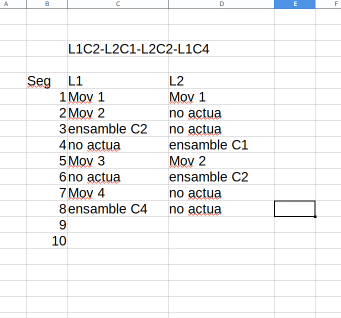 A B C D E F
L1C2-L2C1-L2C2-L1C4
Seg L1 L2
1 Mov 1 Mov 1
2 Mov 2 no actua
3 ensamble C2 no actua
4 no actua ensamble C1
5 Mov 3 Mov 2
6 no actua ensamble C2
7 Mov 4 no actua
8 ensamble C4 no actua
9
10